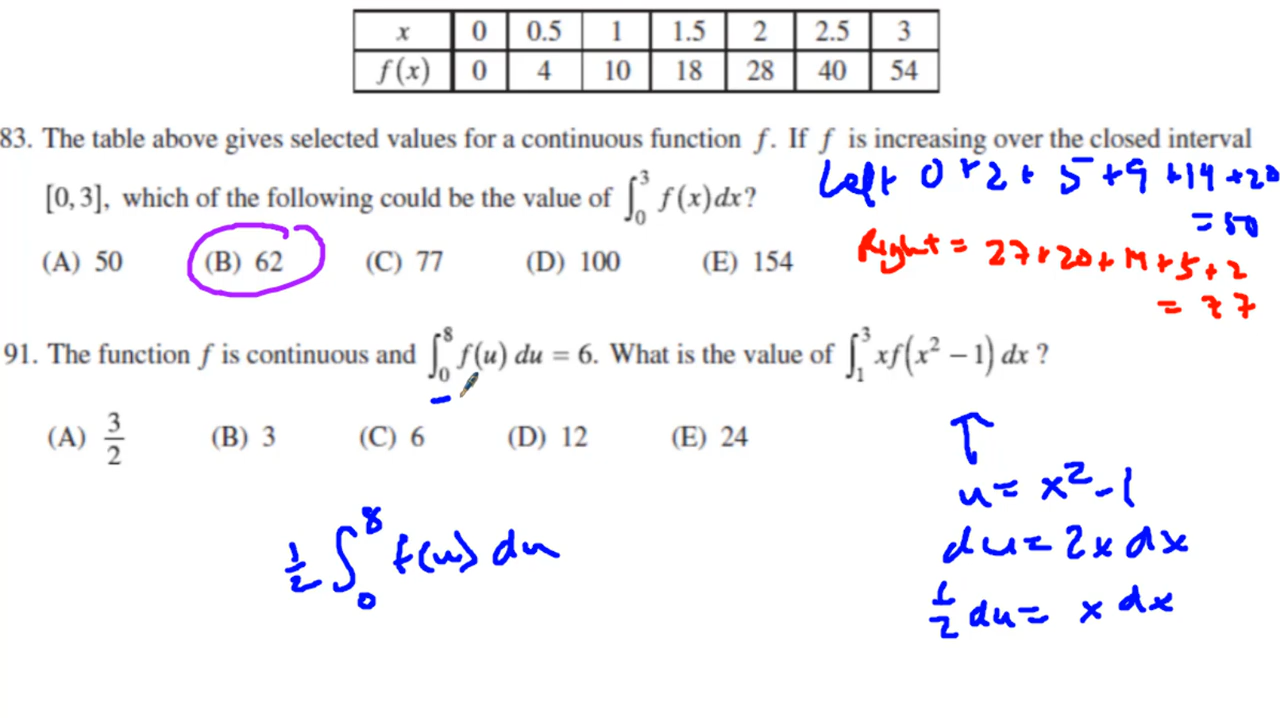 x 0 0.5 1 1.5 2 2.5 3
f(x) 0 4 10 18 28 40 54
83. The table above gives selected values for a continuous function f. If f is increasing over the closed interval
[0, 3], which of the following could be the value of ∫₀³ f(x)dx?
(A) 50 (B) 62 (C) 77 (D) 100 (E) 154
Left 0 + 2 + 5 + 9 + 14 + 20
= 50
Right = 27 + 20 + 14 + 5 + 2
= 77
91. The function f is continuous and ∫₀⁸ f(u) du = 6. What is the value of ∫₁³ xf(x² − 1) dx ?
(A) 3/2 (B) 3 (C) 6 (D) 12 (E) 24
u = x² - 1
du = 2x dx
1/2 du = x dx
1/2 ∫₀⁸ f(u) du